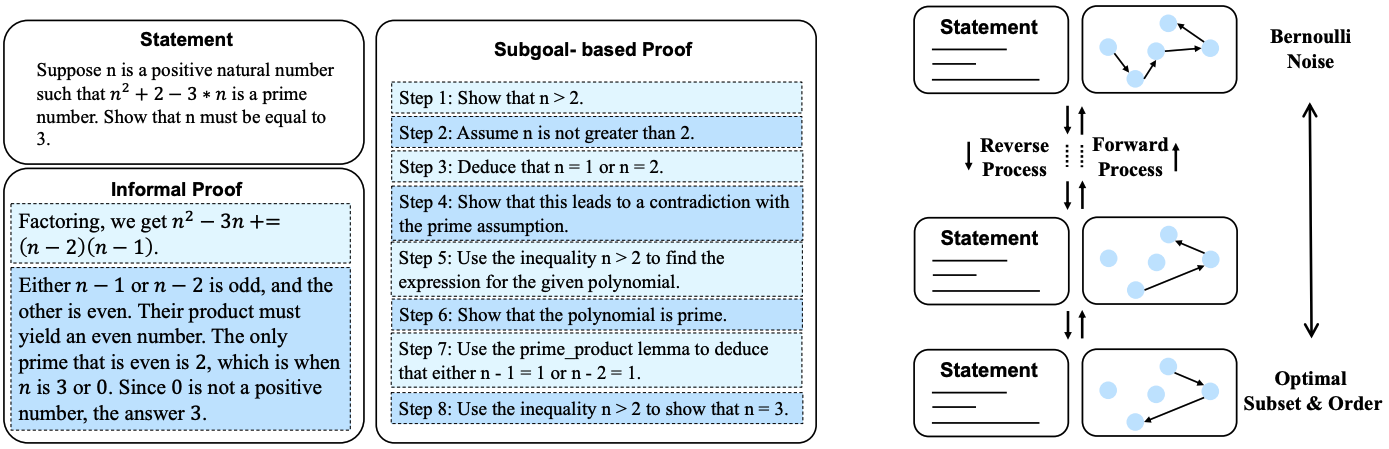 Statement
Suppose n is a positive natural number
such that n² + 2 − 3 ∗ n is a prime
number. Show that n must be equal to
3.
Informal Proof
Factoring, we get n² − 3n +=
(n − 2)(n − 1).
Either n − 1 or n − 2 is odd, and the
other is even. Their product must
yield an even number. The only
prime that is even is 2, which is when
n is 3 or 0. Since 0 is not a positive
number, the answer 3.
Subgoal- based Proof
Step 1: Show that n > 2.
Step 2: Assume n is not greater than 2.
Step 3: Deduce that n = 1 or n = 2.
Step 4: Show that this leads to a contradiction with
the prime assumption.
Step 5: Use the inequality n > 2 to find the
expression for the given polynomial.
Step 6: Show that the polynomial is prime.
Step 7: Use the prime_product lemma to deduce
that either n - 1 = 1 or n - 2 = 1.
Step 8: Use the inequality n > 2 to show that n = 3.
Statement
Bernoulli
Noise
Reverse
Process
Forward
Process
Statement
Statement
Optimal
Subset & Order